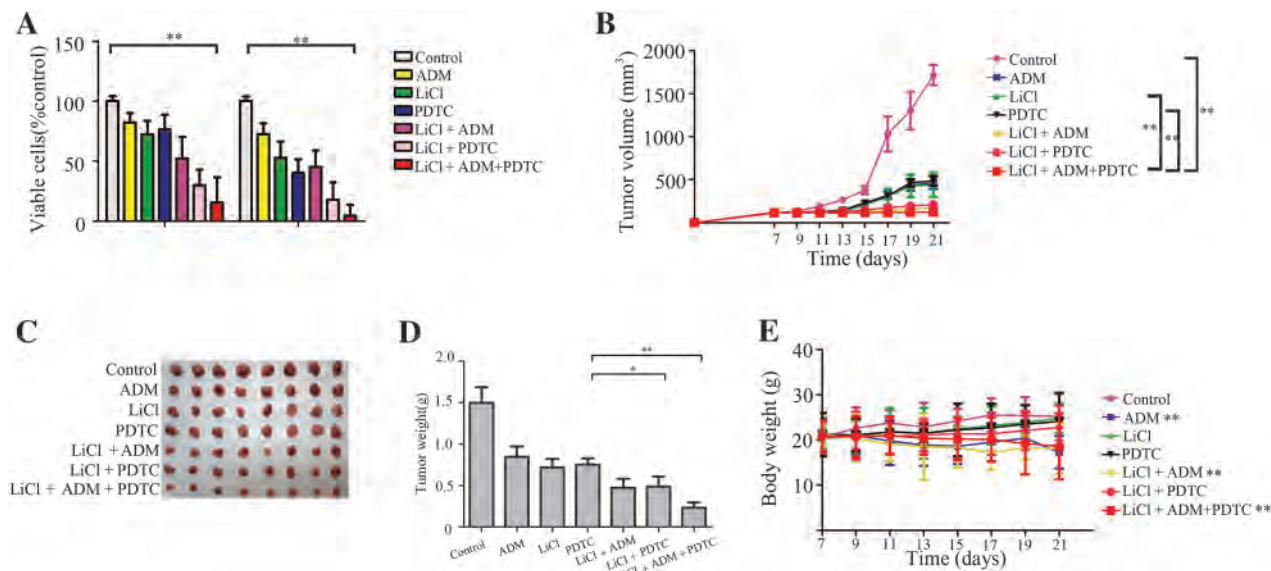 A
Viable cells(%control)
150
100
50
0
**
**
Control
ADM
LiCl
PDTC
LiCl + ADM
LiCl + PDTC
LiCl + ADM+PDTC
B
Tumor volume (mm3)
2000
1500
1000
500
7 9 11 13 15 17 19 21
Time (days)
Control
ADM
LiCl
PDTC
LiCl + ADM
LiCl + PDTC
LiCl + ADM+PDTC
**
**
**
C
Control
ADM
LiCl
PDTC
LiCl + ADM
LiCl + PDTC
LiCl + ADM + PDTC
D
Tumor weight(g)
2.0
1.5
1.0
0.5
0
**
*
Control
ADM
LiCl
PDTC
LiCl + ADM
LiCl + PDTC
LiCl + ADM +PDTC
E
Body weight (g)
40
30
20
10
0
7 9 11 13 15 17 19 21
Time (days)
Control
ADM **
LiCl
PDTC
LiCl + ADM **
LiCl + PDTC
LiCl + ADM+PDTC **